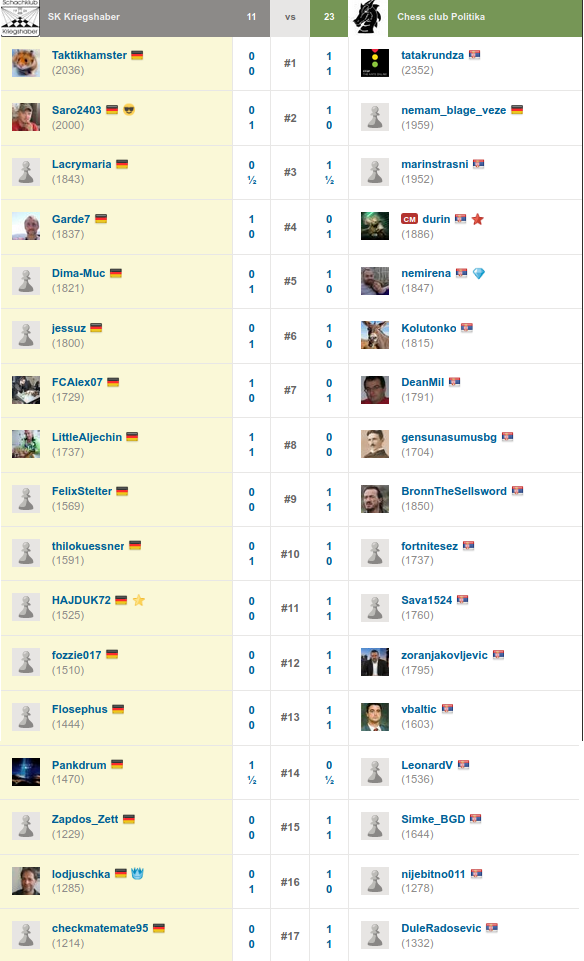 Schachklub
Kriegshaber
SK Kriegshaber 11 vs 23 Chess club Politika
Taktikhamster 0 1 tatakrundza
(2036) 0 #1 1 (2352)
Saro2403 0 1 nemam_blage_veze
(2000) 1 #2 0 (1959)
Lacrymaria 0 1 marinstrasni
(1843) ½ #3 ½ (1952)
Garde7 1 0 CM durin
(1837) 0 #4 1 (1886)
Dima-Muc 0 1 nemirena
(1821) 1 #5 0 (1847)
jessuz 0 1 Kolutonko
(1800) 1 #6 0 (1815)
FCAlex07 1 0 DeanMil
(1729) 0 #7 1 (1791)
LittleAljechin 1 0 gensunasumusbg
(1737) 1 #8 0 (1704)
FelixStelter 0 1 BronnTheSellsword
(1569) 0 #9 1 (1850)
thilokuessner 0 1 fortnitesez
(1591) 1 #10 0 (1737)
HAJDUK72 0 1 Sava1524
(1525) 0 #11 1 (1760)
fozzie017 0 1 zoranjakovljevic
(1510) 0 #12 1 (1795)
Flosephus 0 1 vbaltic
(1444) 0 #13 1 (1603)
Pankdrum 1 0 LeonardV
(1470) ½ #14 ½ (1536)
Zapdos_Zett 0 1 Simke_BGD
(1229) 0 #15 1 (1644)
lodjuschka 0 1 nijebitno011
(1285) 1 #16 0 (1278)
checkmatemate95 0 1 DuleRadosevic
(1214) 0 #17 1 (1332)